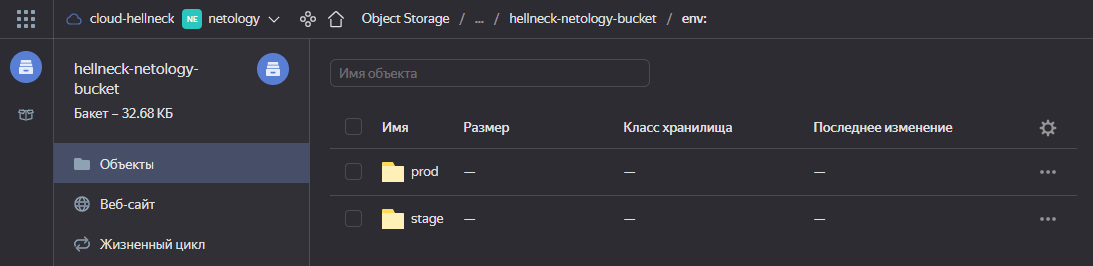 cloud-hellneck NE netology Object Storage / ... / hellneck-netology-bucket / env:
hellneck-netology-
bucket
Бакет – 32.68 КБ
Объекты
Веб-сайт
Жизненный цикл
Имя объекта
Имя Размер Класс хранилища Последнее изменение
prod — — —
stage — — —